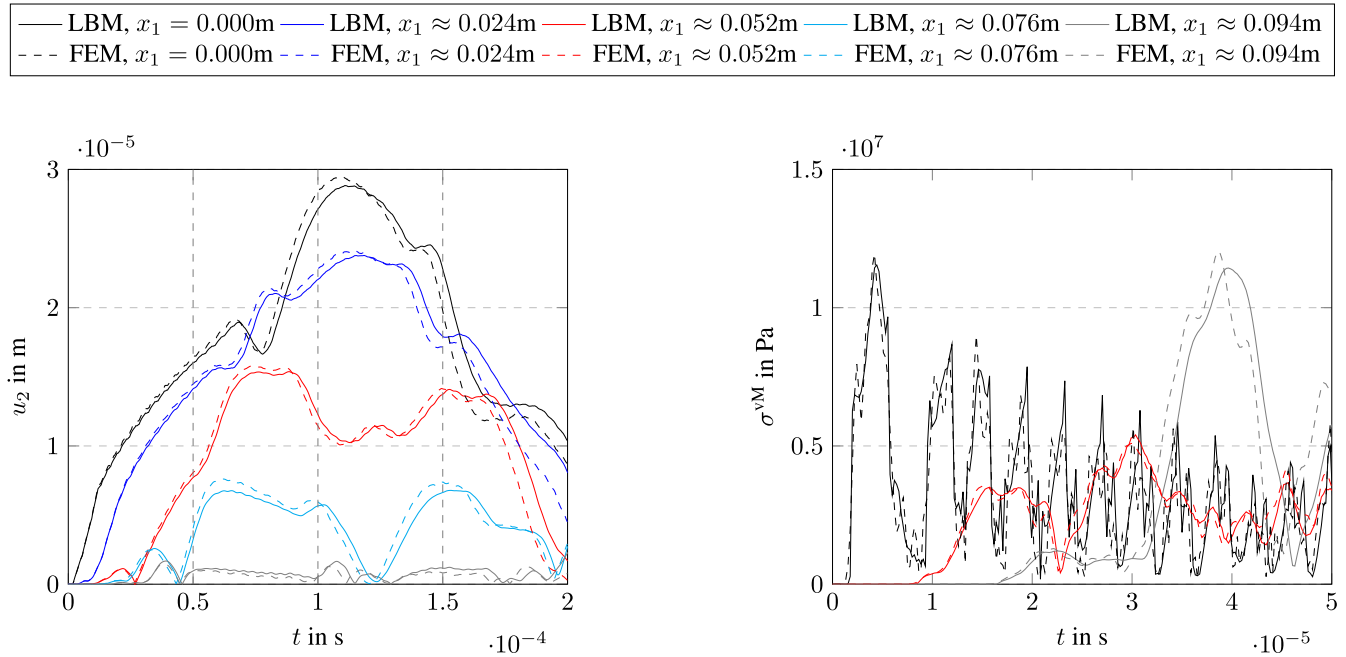 LBM, x₁ = 0.000m LBM, x₁ ≈ 0.024m LBM, x₁ ≈ 0.052m LBM, x₁ ≈ 0.076m LBM, x₁ ≈ 0.094m
FEM, x₁ = 0.000m FEM, x₁ ≈ 0.024m FEM, x₁ ≈ 0.052m FEM, x₁ ≈ 0.076m FEM, x₁ ≈ 0.094m
·10⁻⁵
3
2
1
0
u₂ in m
0 0.5 1 1.5 2
t in s
·10⁻⁴
·10⁷
1.5
1
0.5
0
σᵛᴹ in Pa
0 1 2 3 4 5
t in s
·10⁻⁵